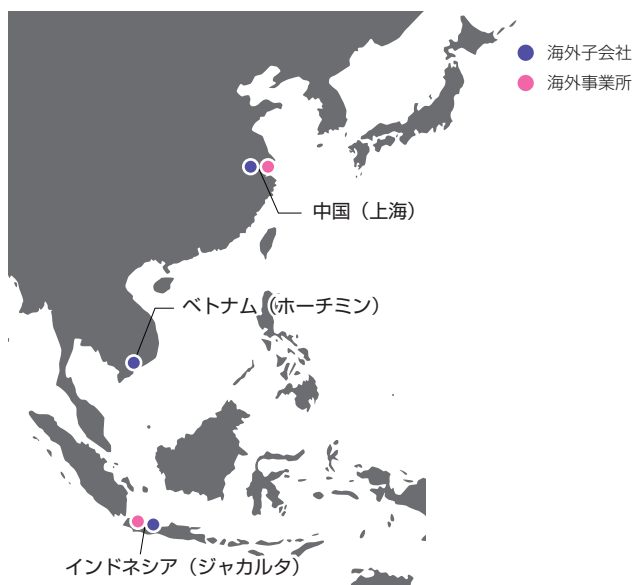 海外子会社
海外事業所
中国（上海）
ベトナム（ホーチミン）
インドネシア（ジャカルタ）